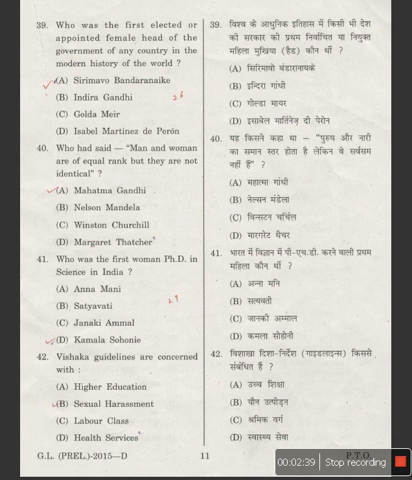 39. Who was the first elected or
appointed female head of the
government of any country in the
modern history of the world ?
(A) Sirimavo Bandaranaike
(B) Indira Gandhi
(C) Golda Meir
(D) Isabel Martinez de Perón
40. Who had said — "Man and woman
are of equal rank but they are not
identical" ?
(A) Mahatma Gandhi
(B) Nelson Mandela
(C) Winston Churchill
(D) Margaret Thatcher
41. Who was the first woman Ph.D. in
Science in India ?
(A) Anna Mani
(B) Satyavati
(C) Janaki Ammal
(D) Kamala Sohonie
42. Vishaka guidelines are concerned
with :
(A) Higher Education
(B) Sexual Harassment
(C) Labour Class
(D) Health Services
39. विश्व के आधुनिक इतिहास में किसी भी देश
की सरकार की प्रथम निर्वाचित या नियुक्त
महिला मुखिया (हैड) कौन थीं ?
(A) सिरिमावो बंडारानायके
(B) इन्दिरा गांधी
(C) गोल्डा मायर
(D) इसाबेल मार्तिनेज़ दी पेरोन
40. यह किसने कहा था — "पुरुष और नारी
का समान स्तर होता है लेकिन वे सर्वसम
नहीं हैं" ?
(A) महात्मा गांधी
(B) नेल्सन मंडेला
(C) विन्सटन चर्चिल
(D) मारगरेट थैचर
41. भारत में विज्ञान में पी-एच.डी. करने वाली प्रथम
महिला कौन थीं ?
(A) अन्ना मनि
(B) सत्यवती
(C) जानकी अम्माल
(D) कमला सोहोनी
42. विशाखा दिशा-निर्देश (गाइडलाइन्स) किससे
संबंधित हैं ?
(A) उच्च शिक्षा
(B) यौन उत्पीड़न
(C) श्रमिक वर्ग
(D) स्वास्थ्य सेवा
G.L. (PREL.)-2015—D 11 P.T.O.
00:02:39 Stop recording